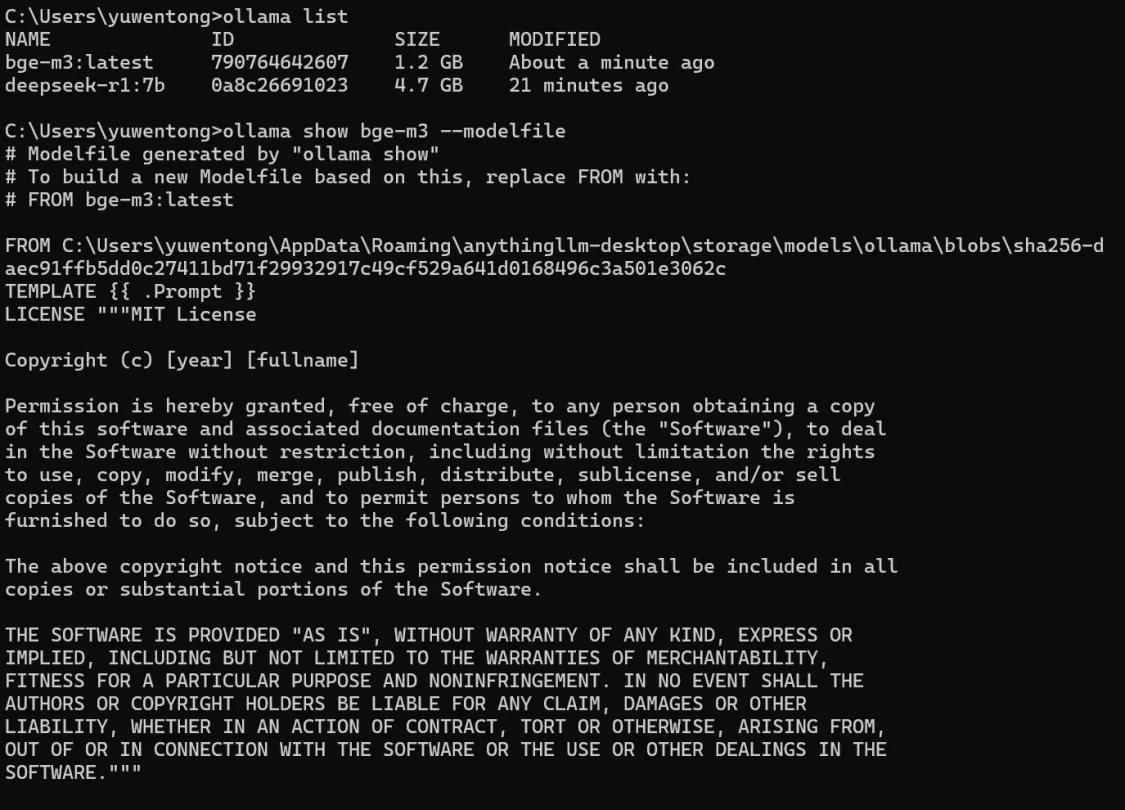 C:\Users\yuwentong>ollama list
NAME ID SIZE MODIFIED
bge-m3:latest 790764642607 1.2 GB About a minute ago
deepseek-r1:7b 0a8c26691023 4.7 GB 21 minutes ago
C:\Users\yuwentong>ollama show bge-m3 --modelfile
# Modelfile generated by "ollama show"
# To build a new Modelfile based on this, replace FROM with:
# FROM bge-m3:latest
FROM C:\Users\yuwentong\AppData\Roaming\anythingllm-desktop\storage\models\ollama\blobs\sha256-d
aec91ffb5dd0c27411bd71f29932917c49cf529a641d0168496c3a501e3062c
TEMPLATE {{ .Prompt }}
LICENSE """MIT License
Copyright (c) [year] [fullname]
Permission is hereby granted, free of charge, to any person obtaining a copy
of this software and associated documentation files (the "Software"), to deal
in the Software without restriction, including without limitation the rights
to use, copy, modify, merge, publish, distribute, sublicense, and/or sell
copies of the Software, and to permit persons to whom the Software is
furnished to do so, subject to the following conditions:
The above copyright notice and this permission notice shall be included in all
copies or substantial portions of the Software.
THE SOFTWARE IS PROVIDED "AS IS", WITHOUT WARRANTY OF ANY KIND, EXPRESS OR
IMPLIED, INCLUDING BUT NOT LIMITED TO THE WARRANTIES OF MERCHANTABILITY,
FITNESS FOR A PARTICULAR PURPOSE AND NONINFRINGEMENT. IN NO EVENT SHALL THE
AUTHORS OR COPYRIGHT HOLDERS BE LIABLE FOR ANY CLAIM, DAMAGES OR OTHER
LIABILITY, WHETHER IN AN ACTION OF CONTRACT, TORT OR OTHERWISE, ARISING FROM,
OUT OF OR IN CONNECTION WITH THE SOFTWARE OR THE USE OR OTHER DEALINGS IN THE
SOFTWARE."""